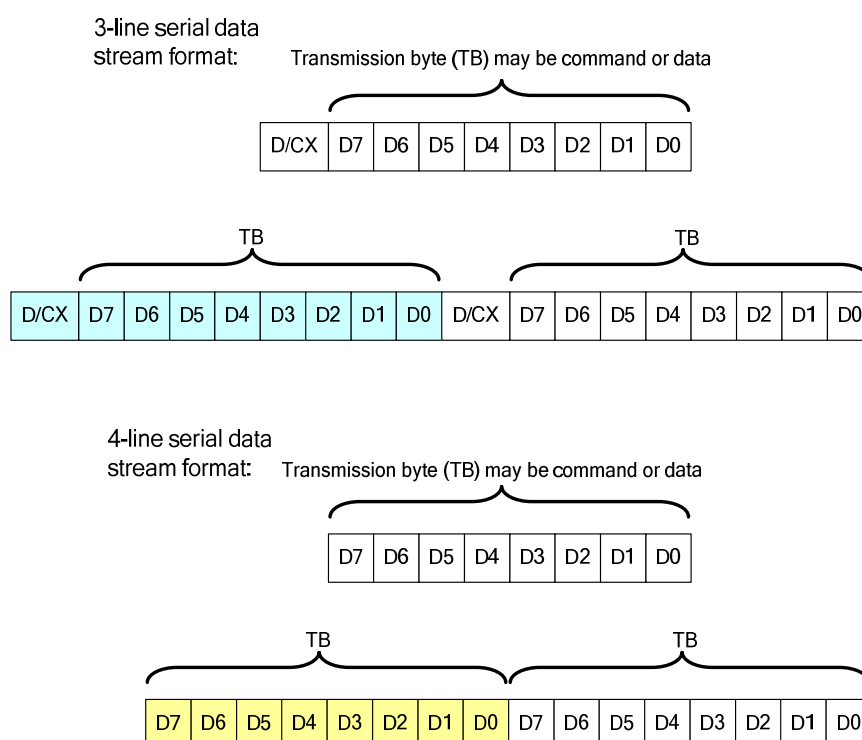 3-line serial data
stream format:
Transmission byte (TB) may be command or data
D/CX D7 D6 D5 D4 D3 D2 D1 D0
TB TB
D/CX D7 D6 D5 D4 D3 D2 D1 D0 D/CX D7 D6 D5 D4 D3 D2 D1 D0
4-line serial data
stream format:
Transmission byte (TB) may be command or data
D7 D6 D5 D4 D3 D2 D1 D0
TB TB
D7 D6 D5 D4 D3 D2 D1 D0 D7 D6 D5 D4 D3 D2 D1 D0